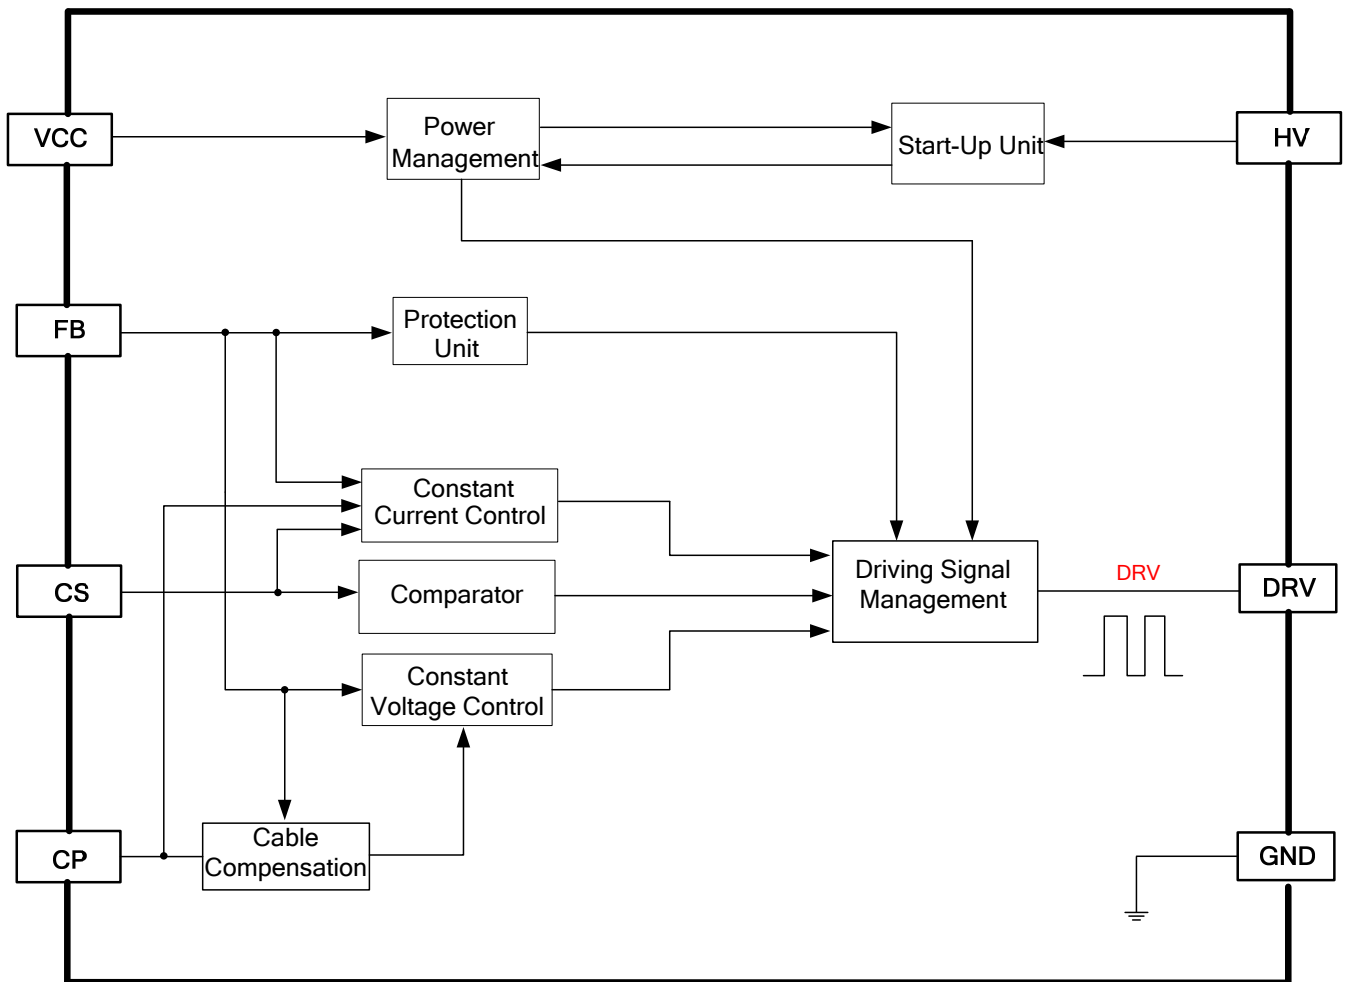 VCC
Power
Management
Start-Up Unit
HV
FB
Protection
Unit
Constant
Current Control
CS
Comparator
Driving Signal
Management
DRV
DRV
Constant
Voltage Control
CP
Cable
Compensation
GND